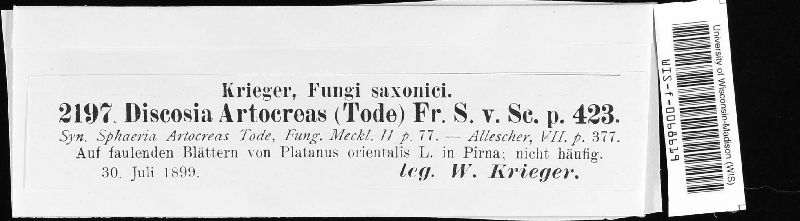 Krieger, Fungi saxonici.
2197. Discosia Artocreas (Tode) Fr. S. v. Sc. p. 423.
Syn. Sphaeria Artocreas Tode, Fung. Meckl. II p. 77. — Allescher, VII. p. 377.
Auf faulenden Blättern von Platanus orientalis L. in Pirna; nicht häufig.
30. Juli 1899. leg. W. Krieger.
University of Wisconsin-Madison (WIS)